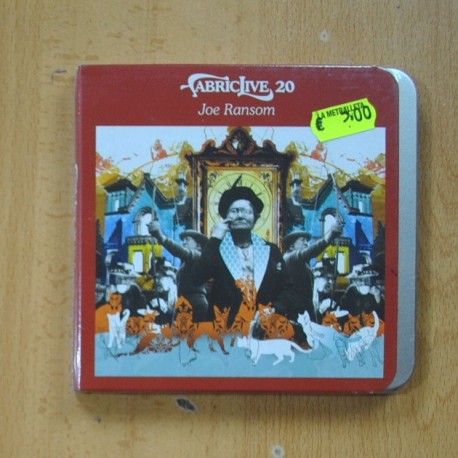 FABRICLIVE. 20
Joe Ransom
LA METRALLETA
€ 5,00